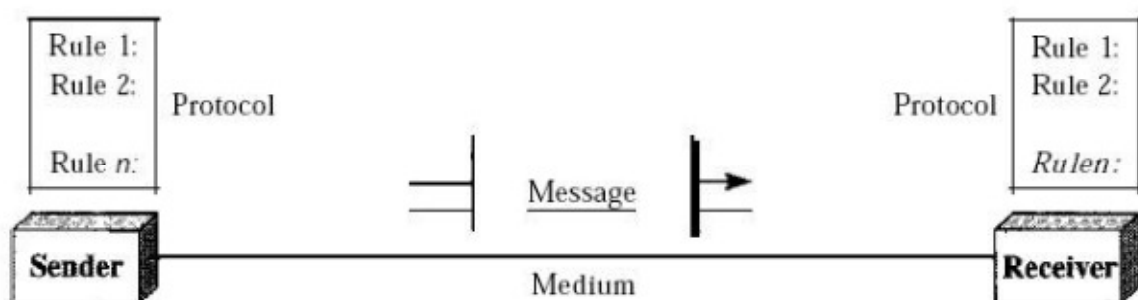 Rule 1:
Rule 2:
Rule n:
Protocol
Message
Protocol
Rule 1:
Rule 2:
Rulen:
Sender
Medium
Receiver